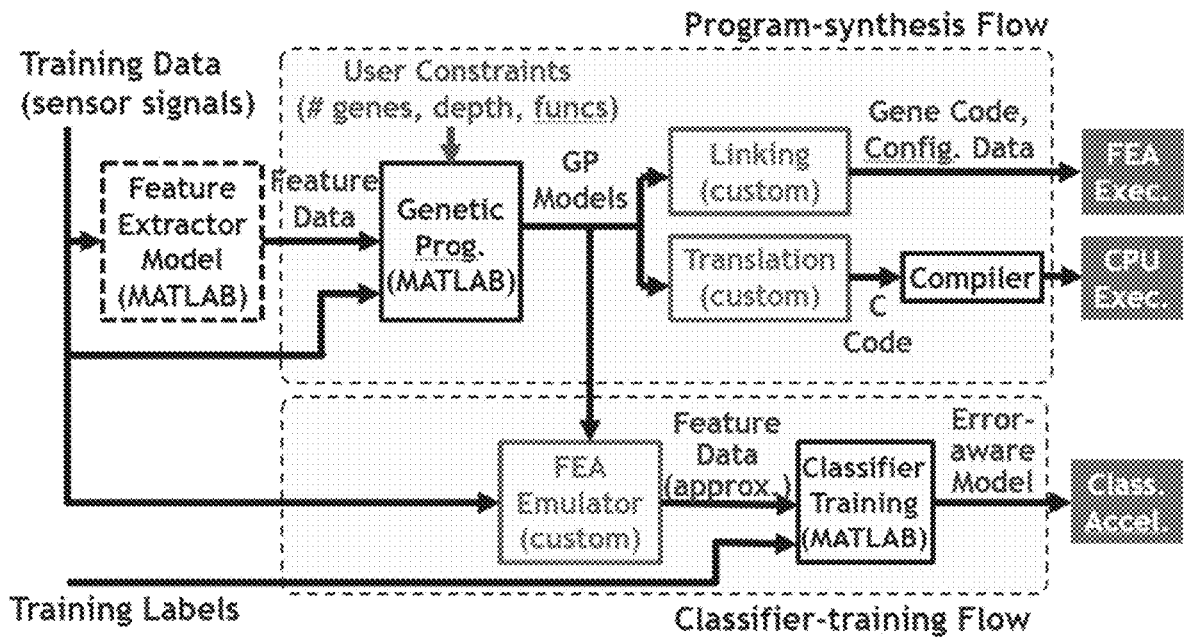 Program-synthesis Flow
Training Data
(sensor signals)
User Constraints
(# genes, depth, funcs)
Feature
Extractor
Model
(MATLAB)
Feature
Data
Genetic
Prog.
(MATLAB)
GP
Models
Linking
(custom)
Gene Code,
Config. Data
FEA
Exec.
Translation
(custom)
C
Code
Compiler
CPU
Exec.
FEA
Emulator
(custom)
Feature
Data
(approx.)
Classifier
Training
(MATLAB)
Error-
aware
Model
Class.
Accel.
Training Labels
Classifier-training Flow